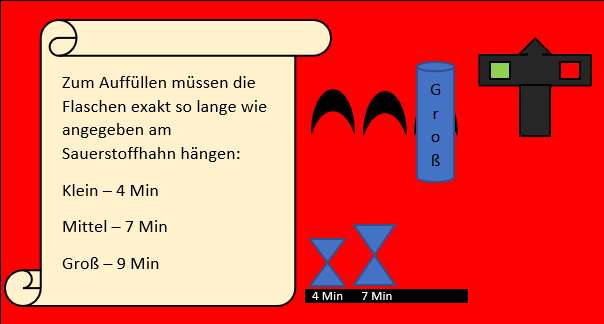 Zum Auffüllen müssen die
Flaschen exakt so lange wie
angegeben am
Sauerstoffhahn hängen:
Klein – 4 Min
Mittel – 7 Min
Groß – 9 Min
Groß
4 Min
7 Min